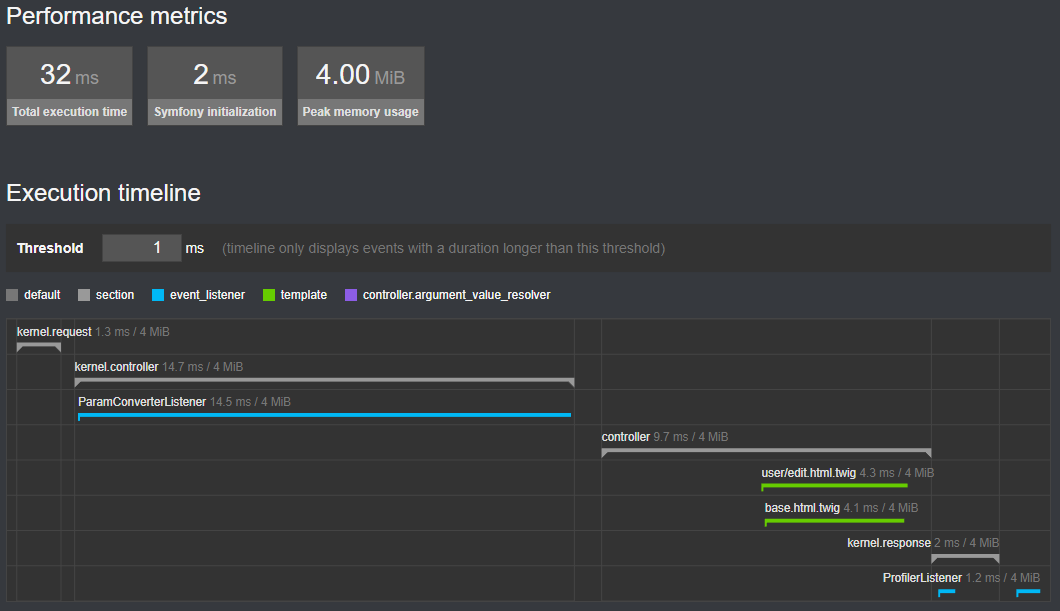 Performance metrics
32 ms 2 ms 4.00 MiB
Total execution time Symfony initialization Peak memory usage
Execution timeline
Threshold 1 ms (timeline only displays events with a duration longer than this threshold)
default section event_listener template controller.argument_value_resolver
kernel.request 1.3 ms / 4 MiB
kernel.controller 14.7 ms / 4 MiB
ParamConverterListener 14.5 ms / 4 MiB
controller 9.7 ms / 4 MiB
user/edit.html.twig 4.3 ms / 4 MiB
base.html.twig 4.1 ms / 4 MiB
kernel.response 2 ms / 4 MiB
ProfilerListener 1.2 ms / 4 MiB